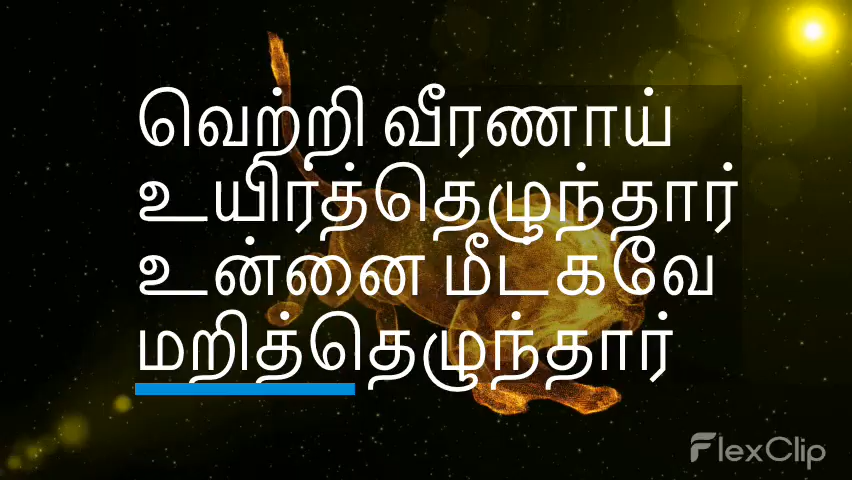 வெற்றி வீரணாய்
உயிர்த்தெழுந்தார்
உன்னை மீட்கவே
மறித்தெழுந்தார்
FlexClip